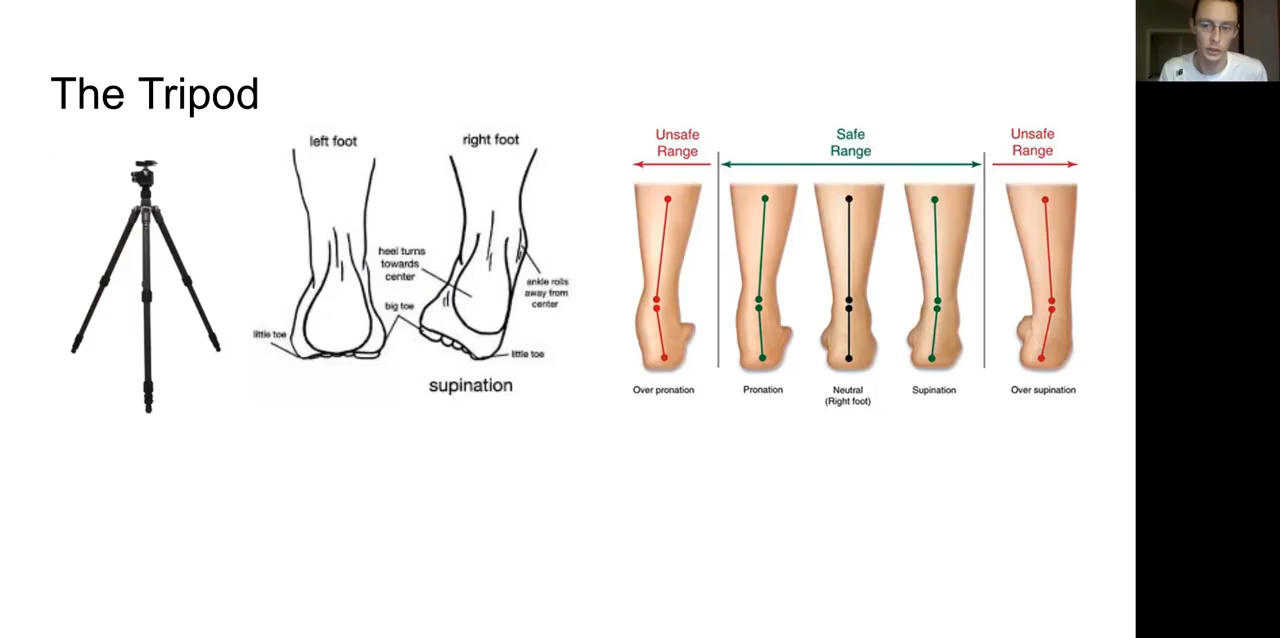 The Tripod
left foot
right foot
heel turns
towards
center
ankle rolls
away from
center
big toe
little toe
little toe
supination
Unsafe
Range
Safe
Range
Unsafe
Range
Over pronation
Pronation
Neutral
(Right foot)
Supination
Over supination